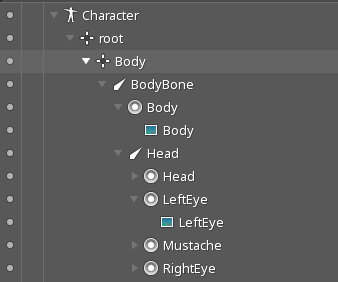 Character
root
Body
BodyBone
Body
Body
Head
Head
LeftEye
LeftEye
Mustache
RightEye